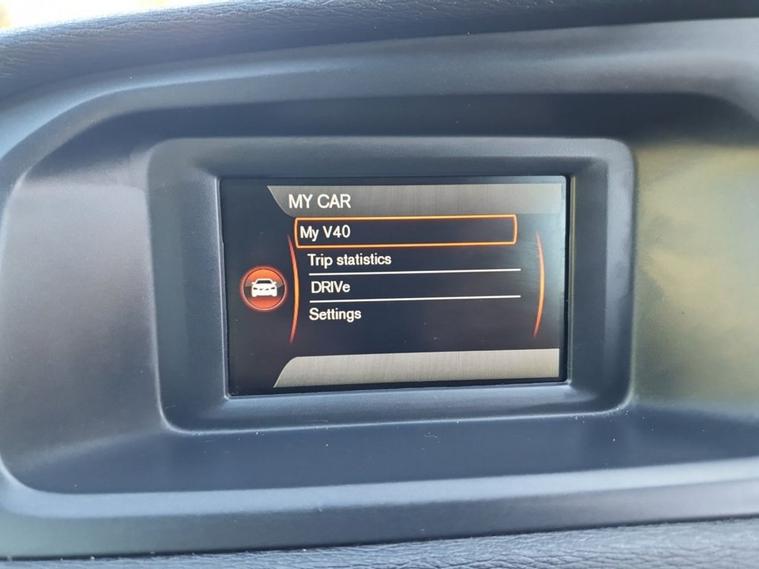 MY CAR
My V40
Trip statistics
DRIVe
Settings